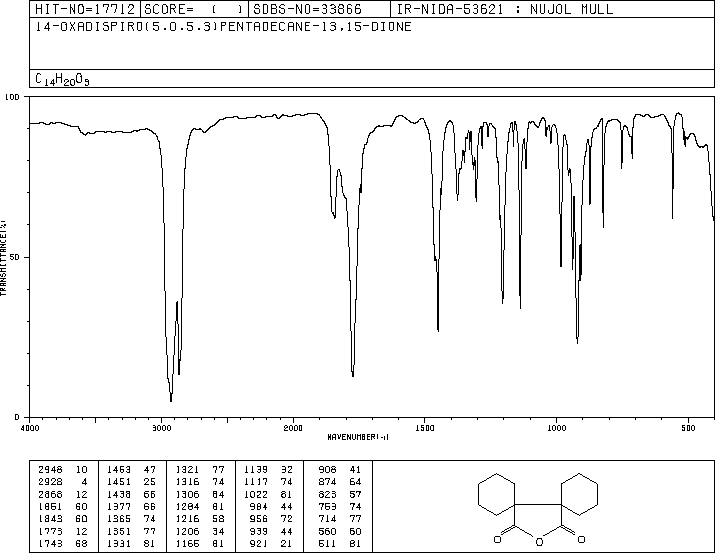 HIT-NO=17712 SCORE= ( ) SDBS-NO=33866 IR-NIDA-53621 : NUJOL MULL
14-OXADISPIRO(5.0.5.3)PENTADECANE-13,15-DIONE
C14H20O3
100
50
0
TRANSMITTANCE(%)
4000 3000 2000 1500 1000 500
WAVENUMBER(-1)
2948 10 1463 47 1321 77 1139 32 908 41
2928 4 1451 25 1316 74 1117 74 874 64
2868 12 1438 66 1306 64 1022 81 823 57
1851 60 1377 66 1284 81 984 44 753 74
1843 60 1365 74 1216 58 956 72 714 77
1773 12 1351 77 1206 34 939 44 560 60
1743 68 1331 81 1165 81 921 21 511 81
O O O